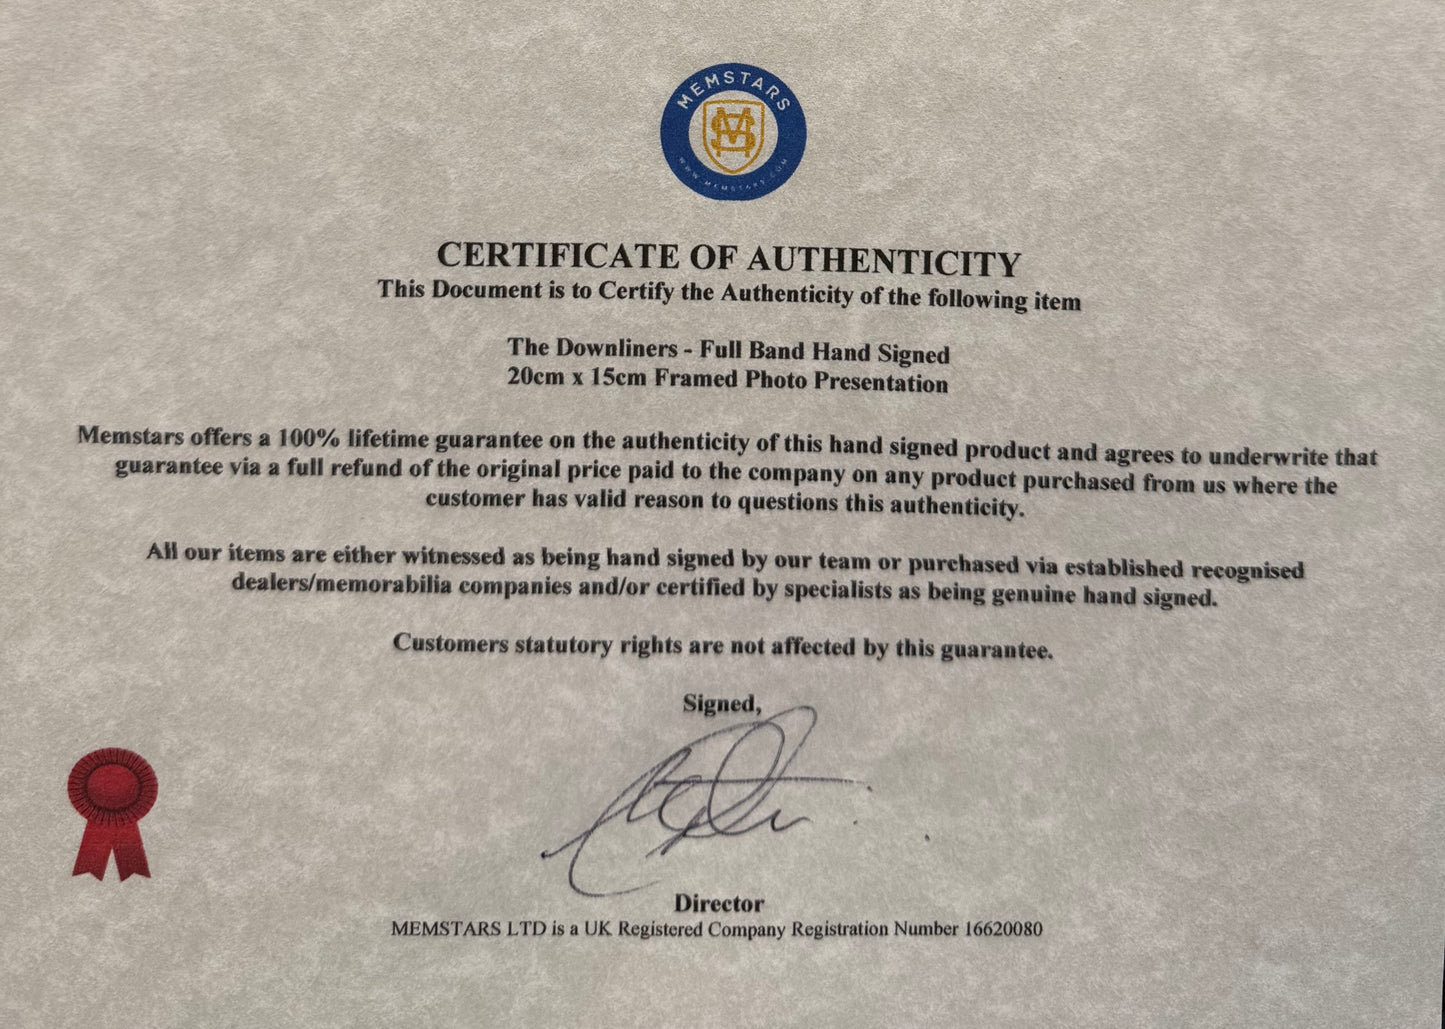 MEMSTARS
MS
WWW.MEMSTARS.COM
CERTIFICATE OF AUTHENTICITY
This Document is to Certify the Authenticity of the following item
The Downliners - Full Band Hand Signed
20cm x 15cm Framed Photo Presentation
Memstars offers a 100% lifetime guarantee on the authenticity of this hand signed product and agrees to underwrite that
guarantee via a full refund of the original price paid to the company on any product purchased from us where the
customer has valid reason to questions this authenticity.
All our items are either witnessed as being hand signed by our team or purchased via established recognised
dealers/memorabilia companies and/or certified by specialists as being genuine hand signed.
Customers statutory rights are not affected by this guarantee.
Signed,
Director
MEMSTARS LTD is a UK Registered Company Registration Number 16620080